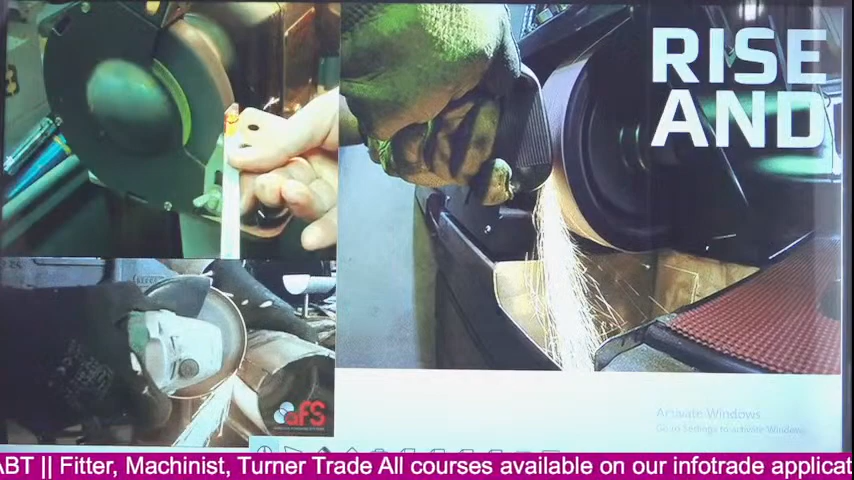 RISE
AND
aFS
Activate Windows
Go to Settings to activate Windows.
ABT || Fitter, Machinist, Turner Trade All courses available on our infotrade applicat